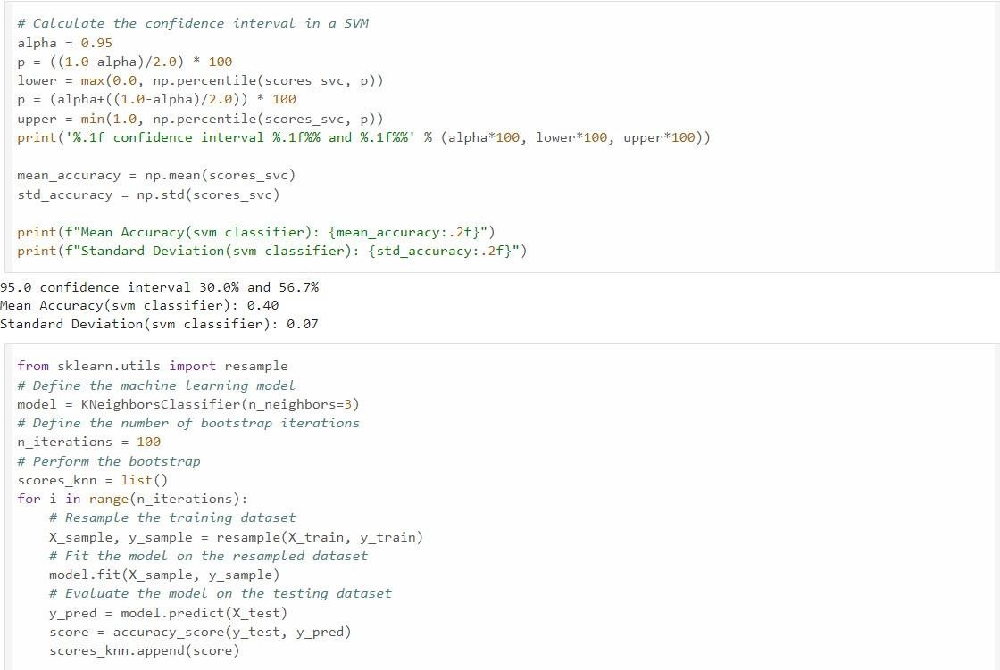 # Calculate the confidence interval in a SVM
alpha = 0.95
p = ((1.0-alpha)/2.0) * 100
lower = max(0.0, np.percentile(scores_svc, p))
p = (alpha+((1.0-alpha)/2.0)) * 100
upper = min(1.0, np.percentile(scores_svc, p))
print('%.1f confidence interval %.1f%% and %.1f%%' % (alpha*100, lower*100, upper*100))

mean_accuracy = np.mean(scores_svc)
std_accuracy = np.std(scores_svc)

print(f"Mean Accuracy(svm classifier): {mean_accuracy:.2f}")
print(f"Standard Deviation(svm classifier): {std_accuracy:.2f}")
95.0 confidence interval 30.0% and 56.7%
Mean Accuracy(svm classifier): 0.40
Standard Deviation(svm classifier): 0.07
from sklearn.utils import resample
# Define the machine learning model
model = KNeighborsClassifier(n_neighbors=3)
# Define the number of bootstrap iterations
n_iterations = 100
# Perform the bootstrap
scores_knn = list()
for i in range(n_iterations):
    # Resample the training dataset
    X_sample, y_sample = resample(X_train, y_train)
    # Fit the model on the resampled dataset
    model.fit(X_sample, y_sample)
    # Evaluate the model on the testing dataset
    y_pred = model.predict(X_test)
    score = accuracy_score(y_test, y_pred)
    scores_knn.append(score)